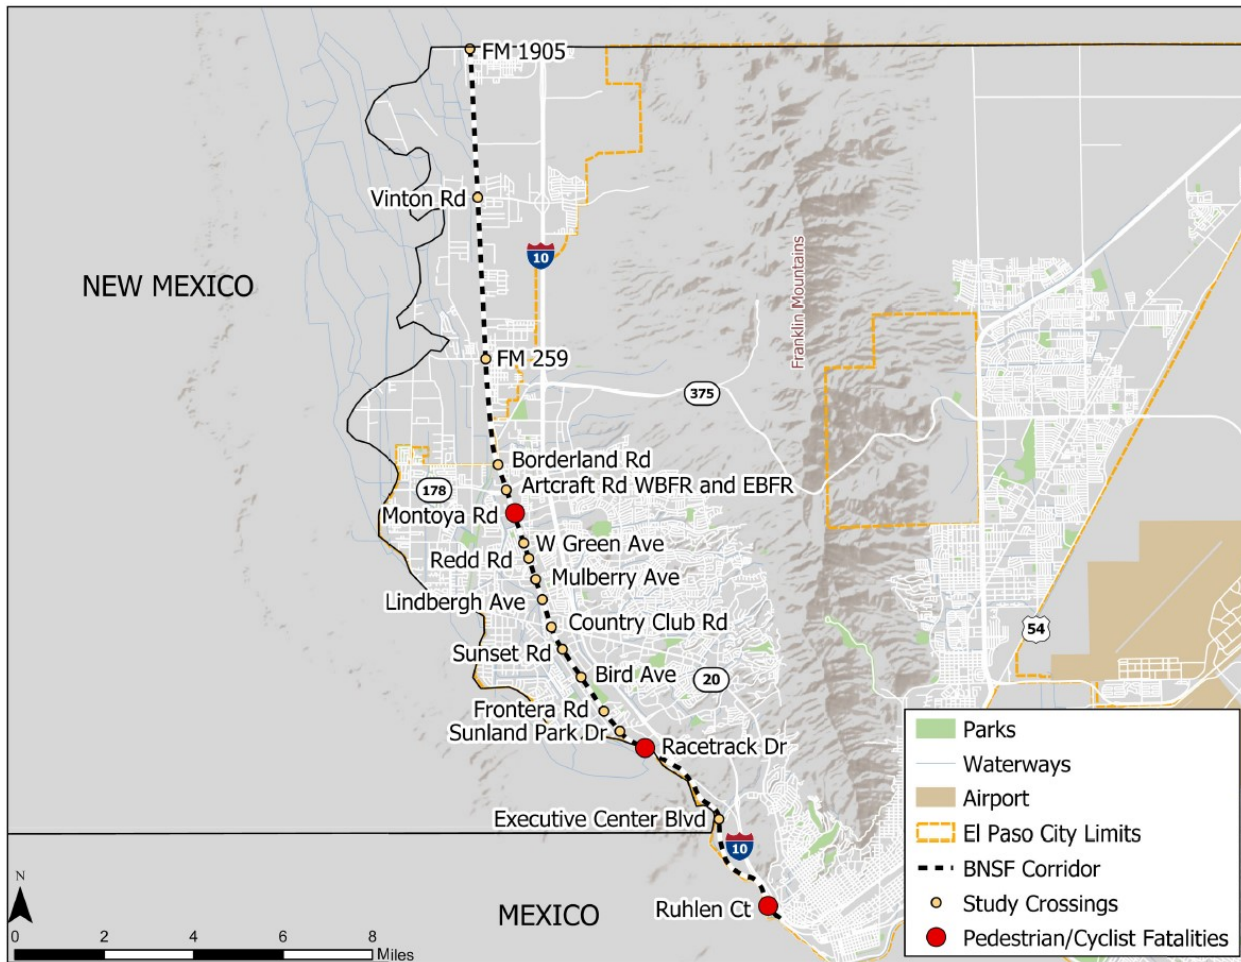 FM 1905
Vinton Rd
10
NEW MEXICO
Franklin Mountains
FM 259
375
Borderland Rd
178
Artcraft Rd WBFR and EBFR
Montoya Rd
W Green Ave
Redd Rd
Mulberry Ave
Lindbergh Ave
Country Club Rd
54
Sunset Rd
Bird Ave
20
Frontera Rd
Sunland Park Dr
Racetrack Dr
Executive Center Blvd
10
Ruhlen Ct
MEXICO
Parks
Waterways
Airport
El Paso City Limits
BNSF Corridor
Study Crossings
Pedestrian/Cyclist Fatalities
N
0 2 4 6 8
Miles